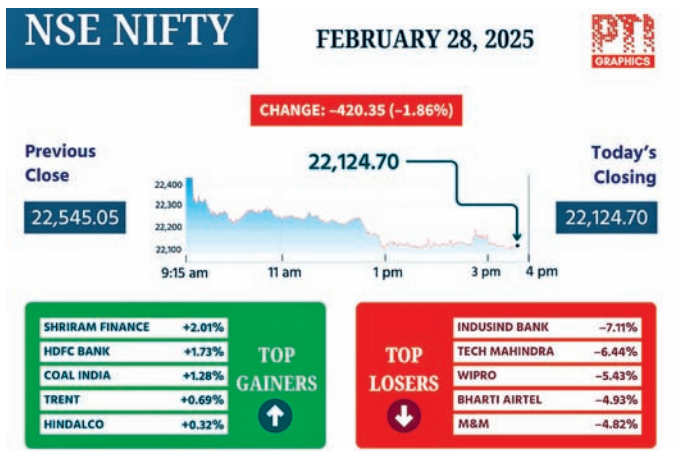 NSE NIFTY
FEBRUARY 28, 2025
PTI
GRAPHICS
CHANGE: –420.35 (–1.86%)
Previous
Close
22,545.05
22,124.70
Today's
Closing
22,124.70
22,400
22,300
22,200
22,100
9:15 am
11 am
1 pm
3 pm
4 pm
SHRIRAM FINANCE +2.01%
HDFC BANK +1.73%
COAL INDIA +1.28%
TRENT +0.69%
HINDALCO +0.32%
TOP
GAINERS
TOP
LOSERS
INDUSIND BANK –7.11%
TECH MAHINDRA –6.44%
WIPRO –5.43%
BHARTI AIRTEL –4.93%
M&M –4.82%